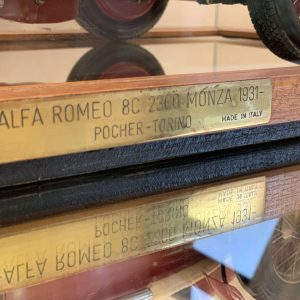 ALFA ROMEO 8C 2300 MONZA 1931-
POCHER-TORINO
MADE IN ITALY